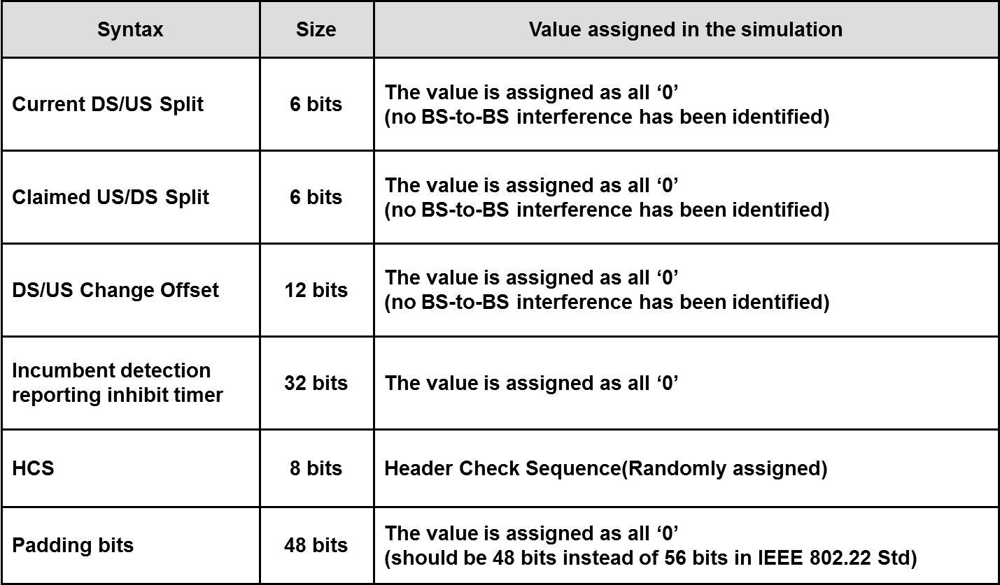 Syntax
Size
Value assigned in the simulation
Current DS/US Split
6 bits
The value is assigned as all ‘0’
(no BS-to-BS interference has been identified)
Claimed US/DS Split
6 bits
The value is assigned as all ‘0’
(no BS-to-BS interference has been identified)
DS/US Change Offset
12 bits
The value is assigned as all ‘0’
(no BS-to-BS interference has been identified)
Incumbent detection
reporting inhibit timer
32 bits
The value is assigned as all ‘0’
HCS
8 bits
Header Check Sequence(Randomly assigned)
Padding bits
48 bits
The value is assigned as all ‘0’
(should be 48 bits instead of 56 bits in IEEE 802.22 Std)